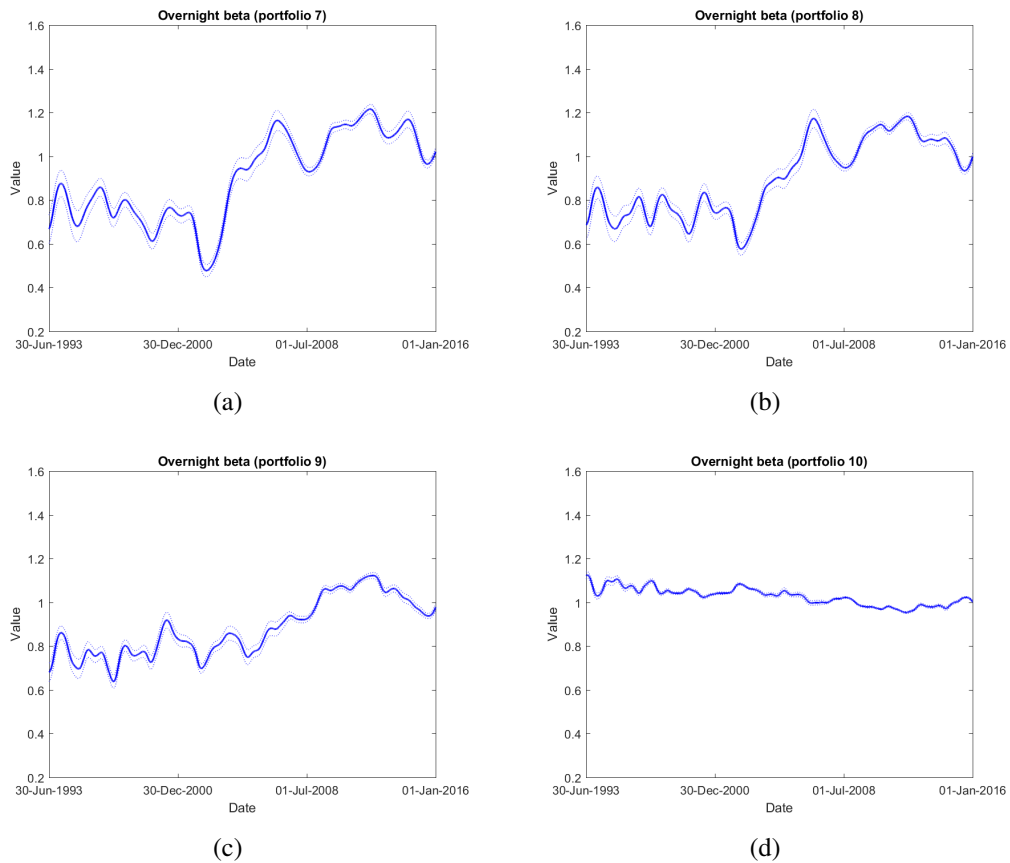 Overnight beta (portfolio 7)
1.6
1.4
1.2
1
0.8
0.6
0.4
0.2
Value
30-Jun-1993 30-Dec-2000 01-Jul-2008 01-Jan-2016
Date
(a)
Overnight beta (portfolio 8)
1.6
1.4
1.2
1
0.8
0.6
0.4
0.2
Value
30-Jun-1993 30-Dec-2000 01-Jul-2008 01-Jan-2016
Date
(b)
Overnight beta (portfolio 9)
1.6
1.4
1.2
1
0.8
0.6
0.4
0.2
Value
30-Jun-1993 30-Dec-2000 01-Jul-2008 01-Jan-2016
Date
(c)
Overnight beta (portfolio 10)
1.6
1.4
1.2
1
0.8
0.6
0.4
0.2
Value
30-Jun-1993 30-Dec-2000 01-Jul-2008 01-Jan-2016
Date
(d)